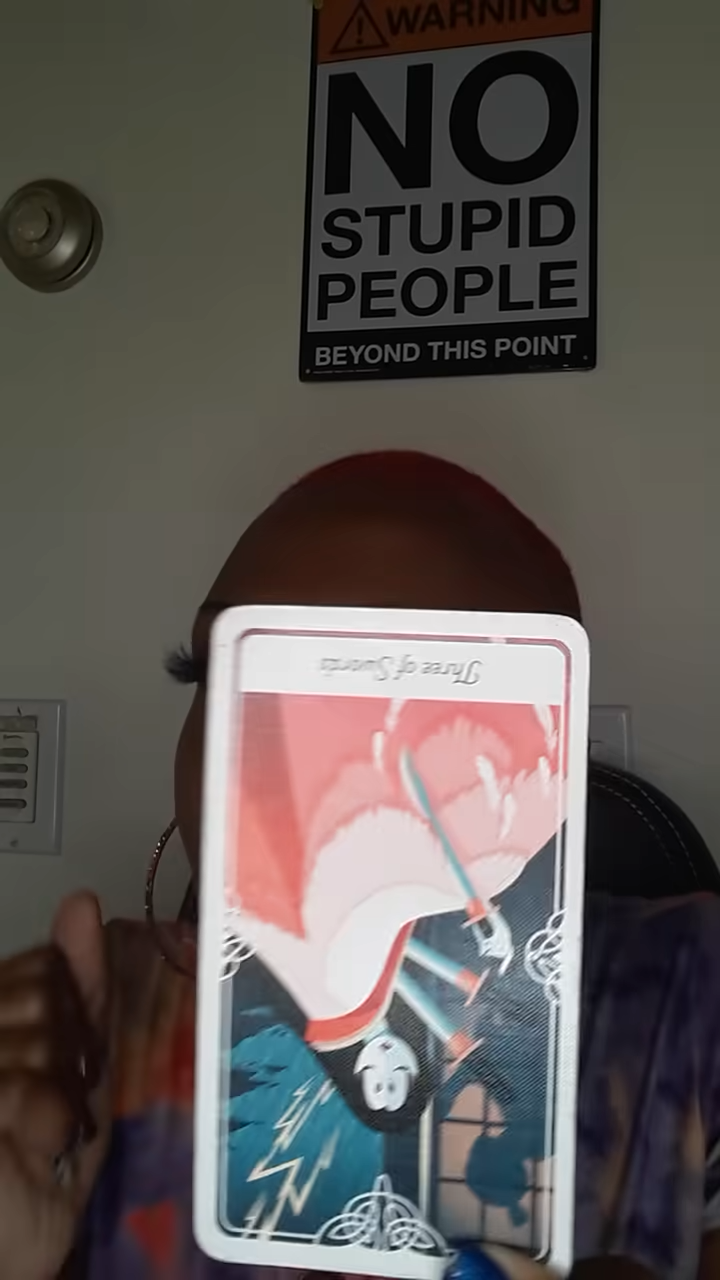 WARNING
NO
STUPID
PEOPLE
BEYOND THIS POINT
Three of Swords